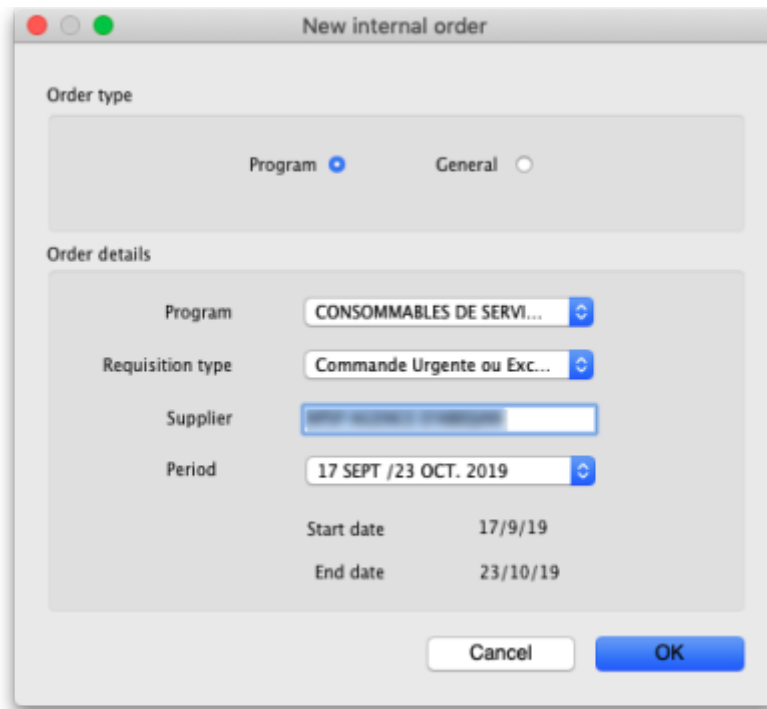 New internal order
Order type
Program General
Order details
Program CONSOMMABLES DE SERVI...
Requisition type Commande Urgente ou Exc...
Supplier
Period 17 SEPT /23 OCT. 2019
Start date 17/9/19
End date 23/10/19
Cancel OK